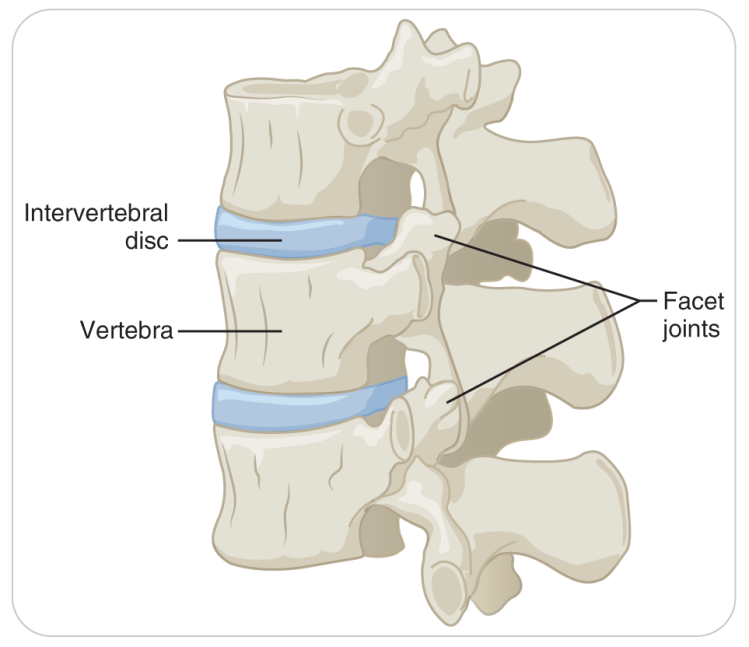 Intervertebral
disc
Vertebra
Facet
joints